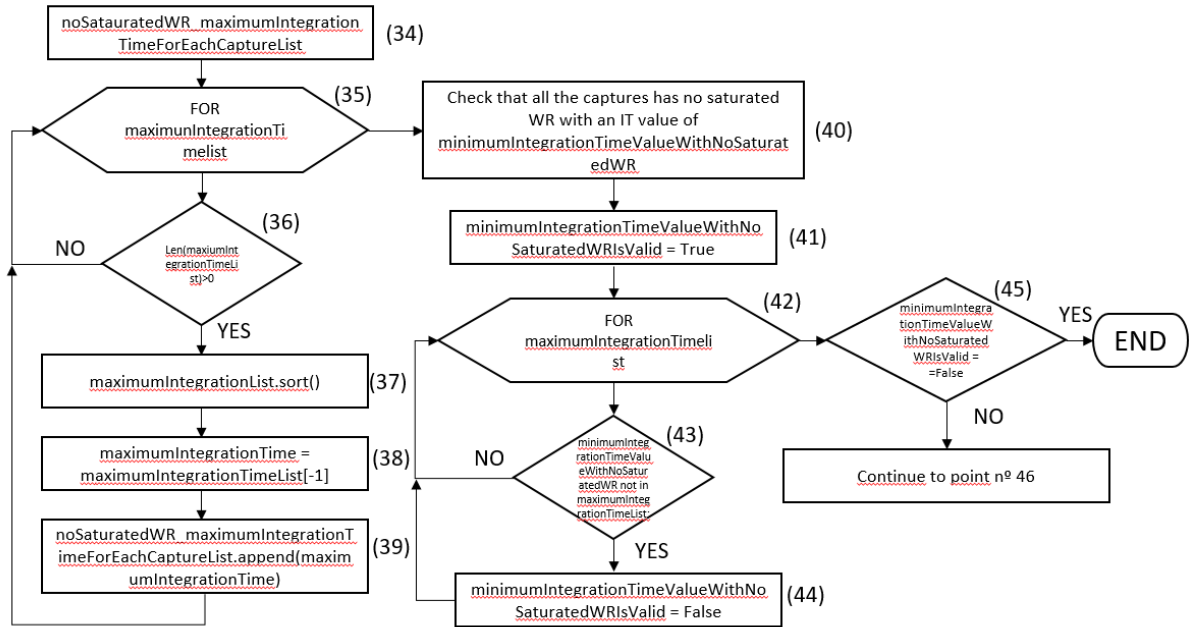 noSatauratedWR_maximumIntegration
TimeForEachCaptureList
(34)
FOR
maximunIntegrationTi
melist
(35)
Len(maxiumInt
egrationTimeLi
st)>0
(36)
NO
YES
maximumIntegrationList.sort()
(37)
maximumIntegrationTime =
maximumIntegrationTimeList[-1]
(38)
noSaturatedWR_maximumIntegrationT
imeForEachCaptureList.append(maxim
umIntegrationTime)
(39)
Check that all the captures has no saturated
WR with an IT value of
minimumIntegrationTimeValueWithNoSaturat
edWR
(40)
minimumIntegrationTimeValueWithNo
SaturatedWRIsValid = True
(41)
FOR
maximumIntegrationTimeli
st
(42)
minimumInteg
rationTimeValu
eWithNoSatur
atedWR not in
maximumInteg
rationTimeList:
(43)
NO
YES
minimumIntegrationTimeValueWithNo
SaturatedWRIsValid = False
(44)
minimumIntegra
tionTimeValueW
ithNoSaturated
WRIsValid =
=False
(45)
YES
END
NO
Continue to point nº 46